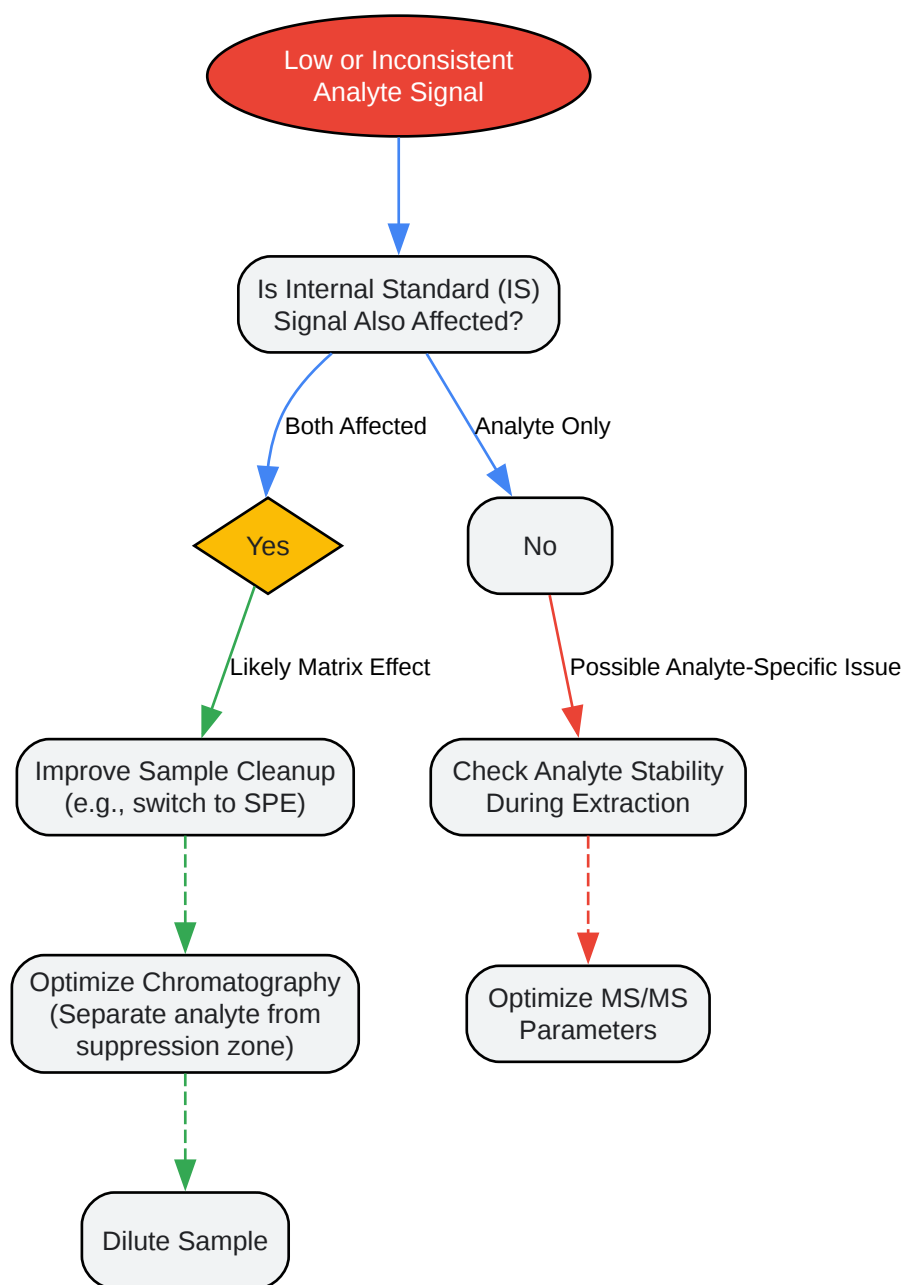 Low or Inconsistent
Analyte Signal
Is Internal Standard (IS)
Signal Also Affected?
Both Affected
Analyte Only
Yes
No
Likely Matrix Effect
Possible Analyte-Specific Issue
Improve Sample Cleanup
(e.g., switch to SPE)
Check Analyte Stability
During Extraction
Optimize Chromatography
(Separate analyte from
suppression zone)
Optimize MS/MS
Parameters
Dilute Sample